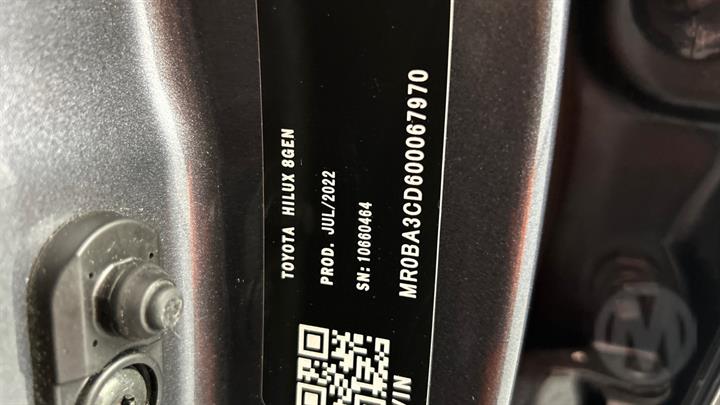 TOYOTA HILUX 8GEN
PROD. JUL/2022
SN: 10660464
MR0BA3CD600067970
VIN
M